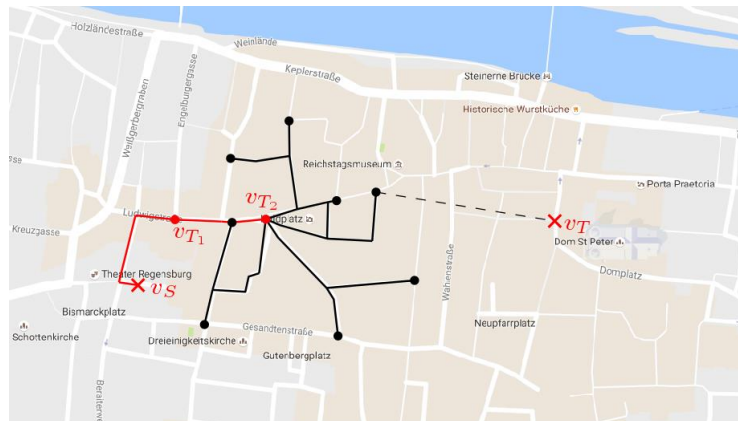 Holzländestraße
Weinlände
Keplerstraße
Engelburgergasse
Weißgerbergraben
Steinerne Brücke
Historische Wurstküche
Reichstagsmuseum
Porta Praetoria
Ludwigstr
v_{T_2}
platz
v_{T_1}
v_T
Kreuzgasse
Dom St Peter
Theater Regensburg
v_S
Domplatz
Wahlenstraße
Bismarckplatz
Schottenkirche
Dreieinigkeitskirche
Gesandtenstraße
Gutenbergplatz
Neupfarrplatz